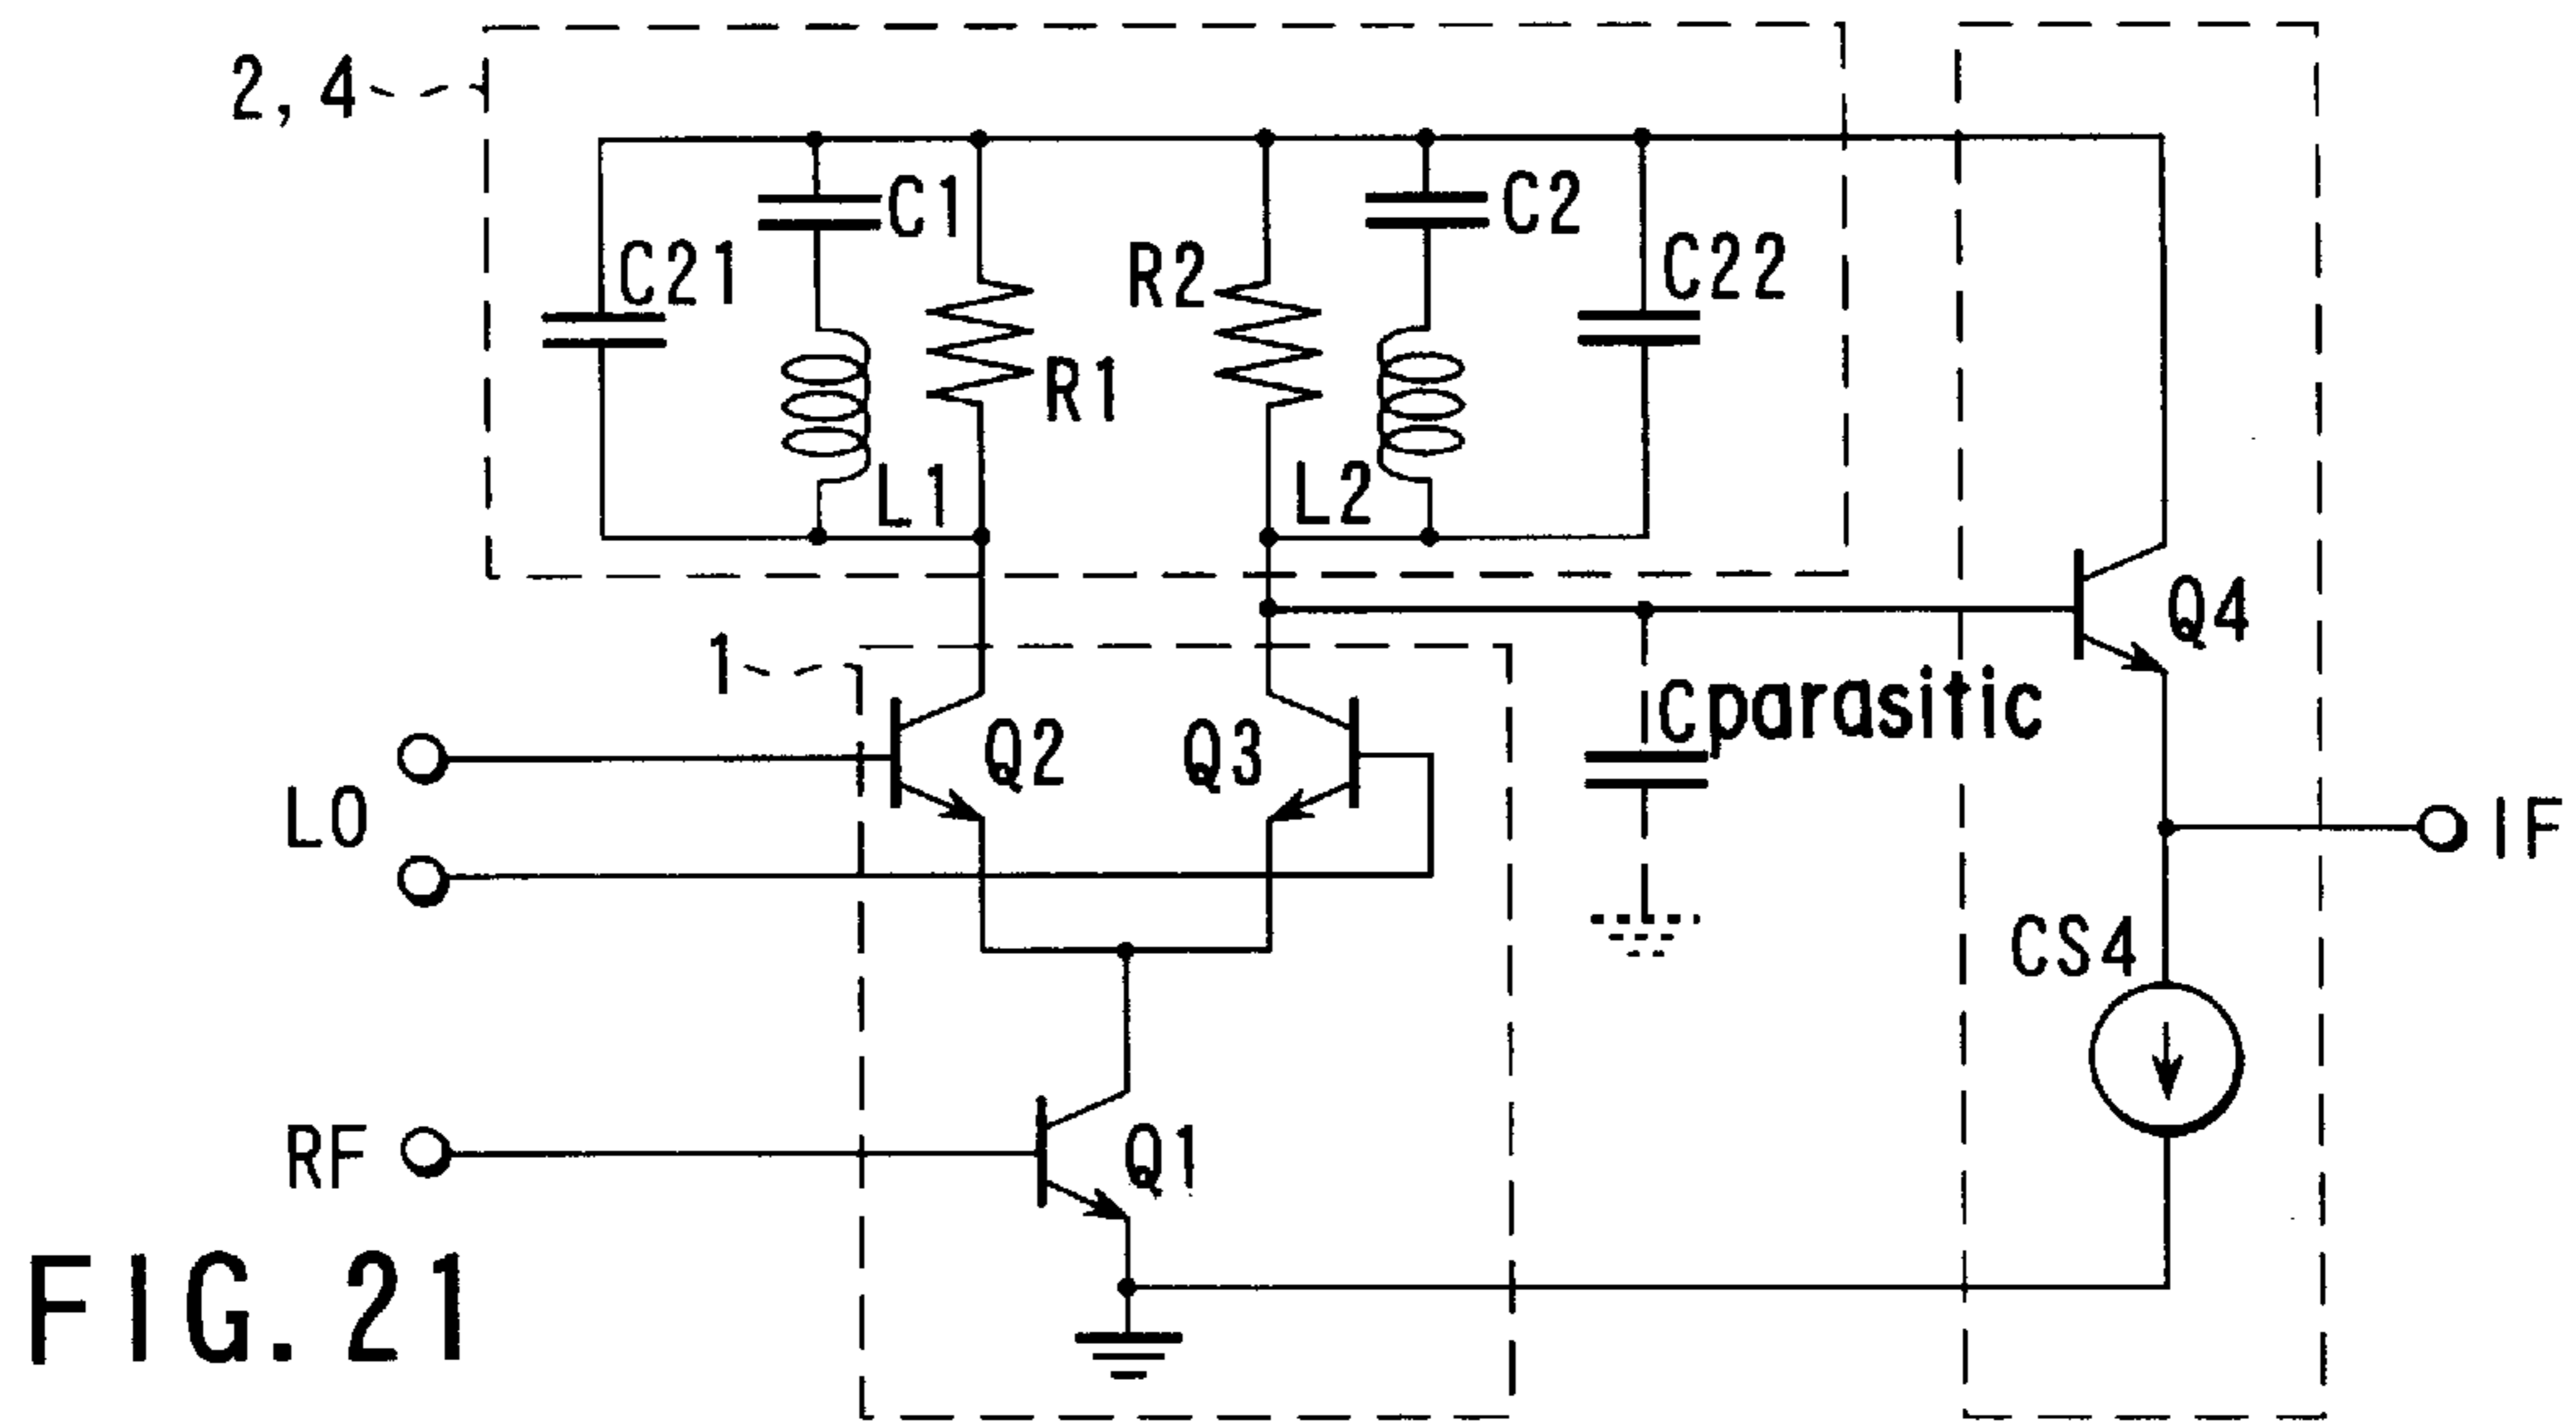 2, 4
C1
C2
C21
R2
C22
R1
L1
L2
Q4
1
Cparasitic
Q2
Q3
LO
IF
CS4
RF
Q1
FIG. 21